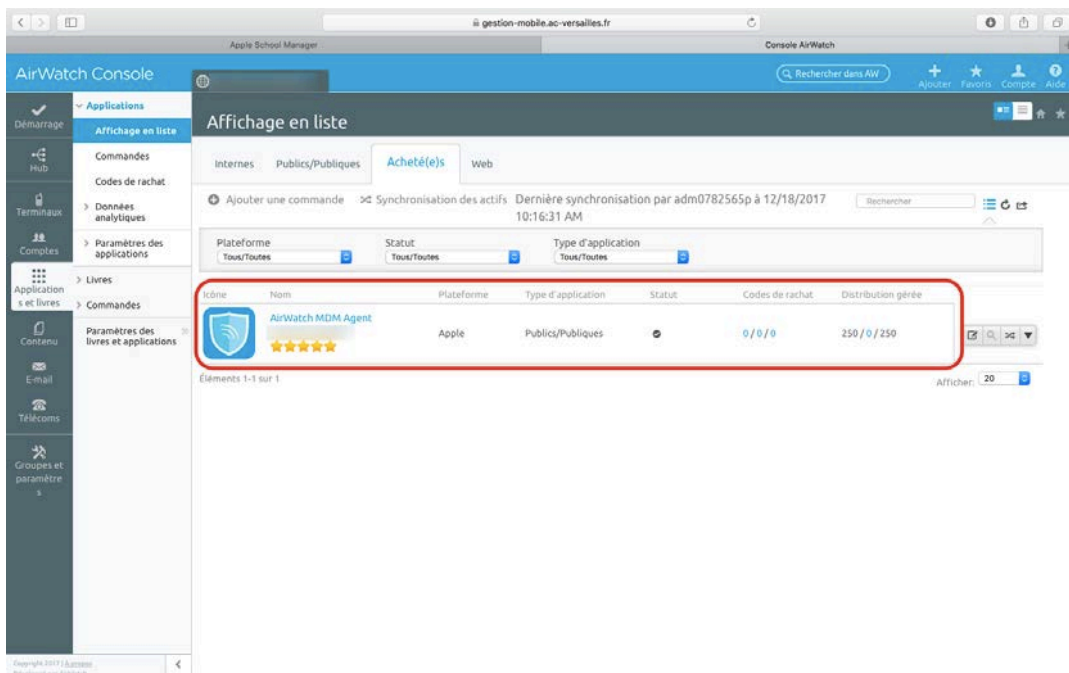 gestion-mobile.ac-versailles.fr
Apple School Manager
Console AirWatch
AirWatch Console
Rechercher dans AW
Ajouter
Favoris
Compte
Aide
Démarrage
Hub
Terminaux
Comptes
Application
s et livres
Contenu
E-mail
Télécoms
Groupes et
paramètre
s
Applications
Affichage en liste
Commandes
Codes de rachat
Données
analytiques
Paramètres des
applications
Livres
Commandes
Paramètres des
livres et applications
Affichage en liste
Internes
Publics/Publiques
Acheté(e)s
Web
Ajouter une commande
Synchronisation des actifs
Dernière synchronisation par adm0782565p à 12/18/2017
10:16:31 AM
Rechercher
Plateforme
Statut
Type d'application
Tous/Toutes
Tous/Toutes
Tous/Toutes
Icône
Nom
Plateforme
Type d'application
Statut
Codes de rachat
Distribution gérée
AirWatch MDM Agent
Apple
Publics/Publiques
0 / 0 / 0
250 / 0 / 250
Éléments 1-1 sur 1
Afficher: 20
Copyright 2017 | À propos